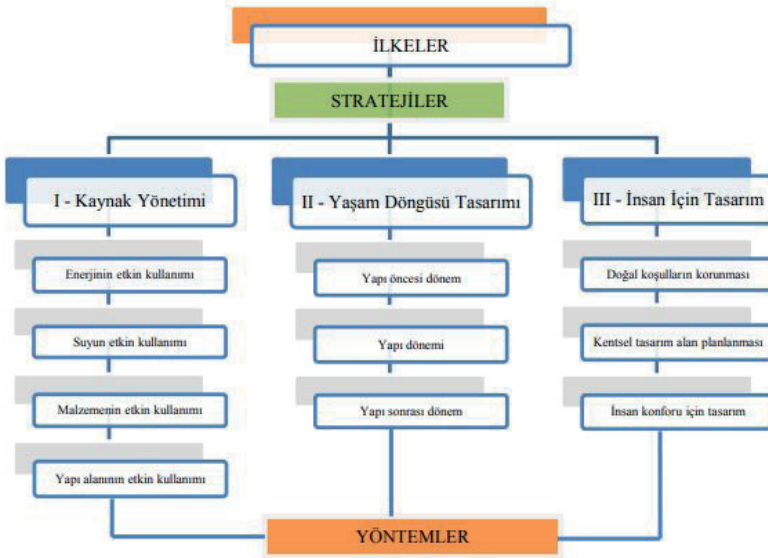 İLKELER
STRATEJİLER
I - Kaynak Yönetimi
Enerjinin etkin kullanımı
Suyun etkin kullanımı
Malzemenin etkin kullanımı
Yapı alanının etkin kullanımı
II - Yaşam Döngüsü Tasarımı
Yapı öncesi dönem
Yapı dönemi
Yapı sonrası dönem
III - İnsan İçin Tasarım
Doğal koşulların korunması
Kentsel tasarım alan planlanması
İnsan konforu için tasarım
YÖNTEMLER